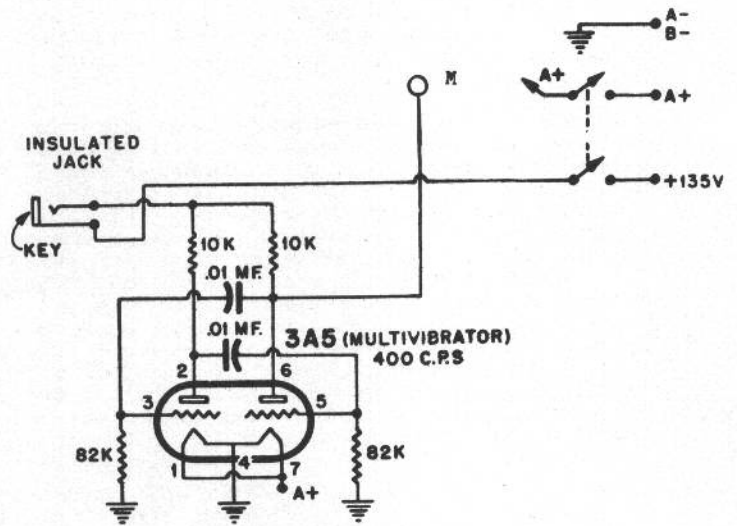 A-
B-
M
A+
A+
INSULATED
JACK
+135V
KEY
10K
10K
.01 MF.
.01 MF.
3A5 (MULTIVIBRATOR)
400 C.P.S
2
6
3
5
82K
82K
1
4
7
A+